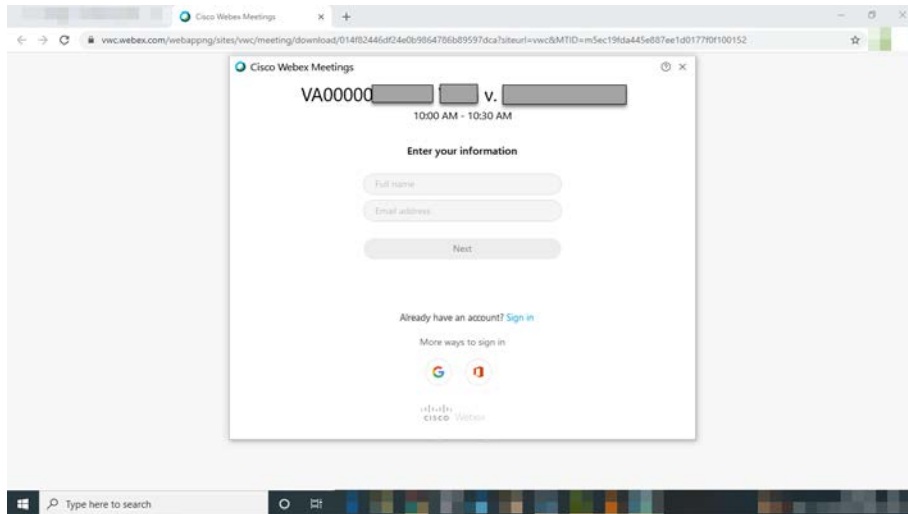 Cisco Webex Meetings
vwc.webex.com/webappng/sites/vwc/meeting/download/014f82446df24e0b9864786b89597dca?siteurl=vwc&MTID=m5ec19fda445e887ee1d0177f0f100152
Cisco Webex Meetings
VA00000 v.
10:00 AM - 10:30 AM
Enter your information
Full name
Email address
Next
Already have an account? Sign in
More ways to sign in
cisco Webex
Type here to search